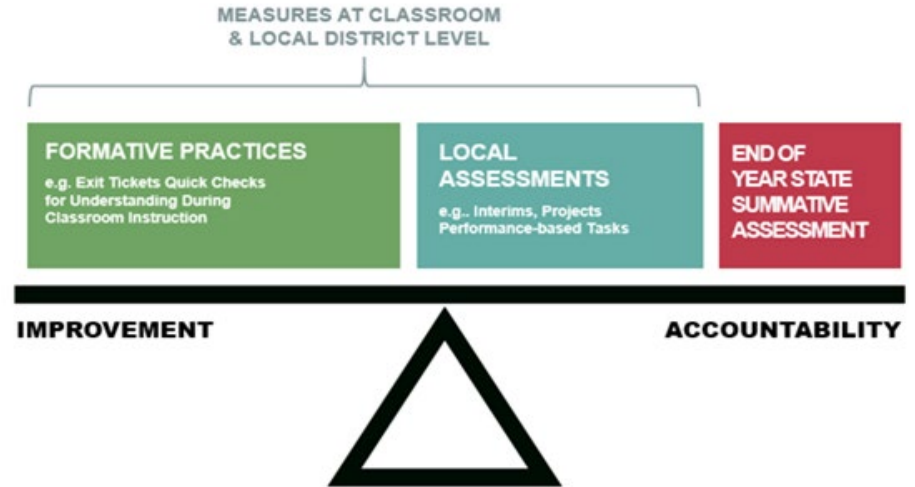 MEASURES AT CLASSROOM
& LOCAL DISTRICT LEVEL
FORMATIVE PRACTICES
e.g. Exit Tickets Quick Checks
for Understanding During
Classroom Instruction
LOCAL
ASSESSMENTS
e.g.. Interims, Projects
Performance-based Tasks
END OF
YEAR STATE
SUMMATIVE
ASSESSMENT
IMPROVEMENT
ACCOUNTABILITY